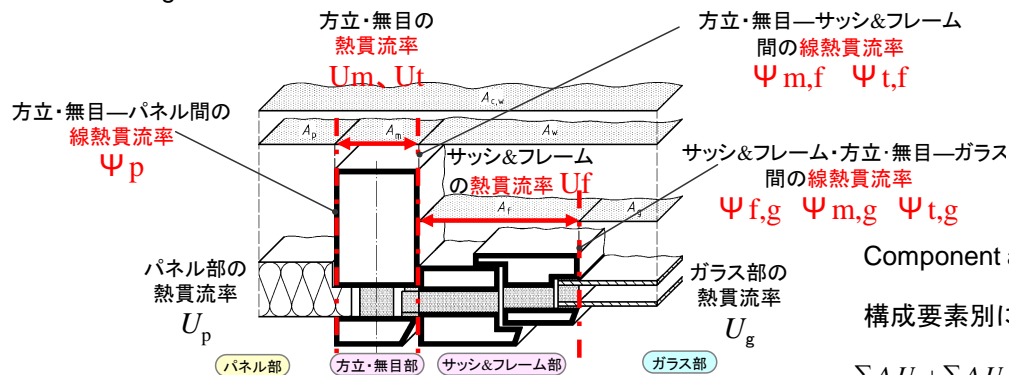 方立・無目の
熱貫流率
Um、Ut
方立・無目―サッシ&フレーム
間の線熱貫流率
Ψm,f Ψt,f
方立・無目―パネル間の
線熱貫流率
Ψp
A c,w
A p
A m
A w
サッシ&フレーム
の熱貫流率 Uf
サッシ&フレーム・方立・無目―ガラス
間の線熱貫流率
Ψf,g Ψm,g Ψt,g
A f
A g
パネル部の
熱貫流率
Up
ガラス部の
熱貫流率
Ug
Component
構成要素別に
パネル部
方立・無目部
サッシ&フレーム部
ガラス部